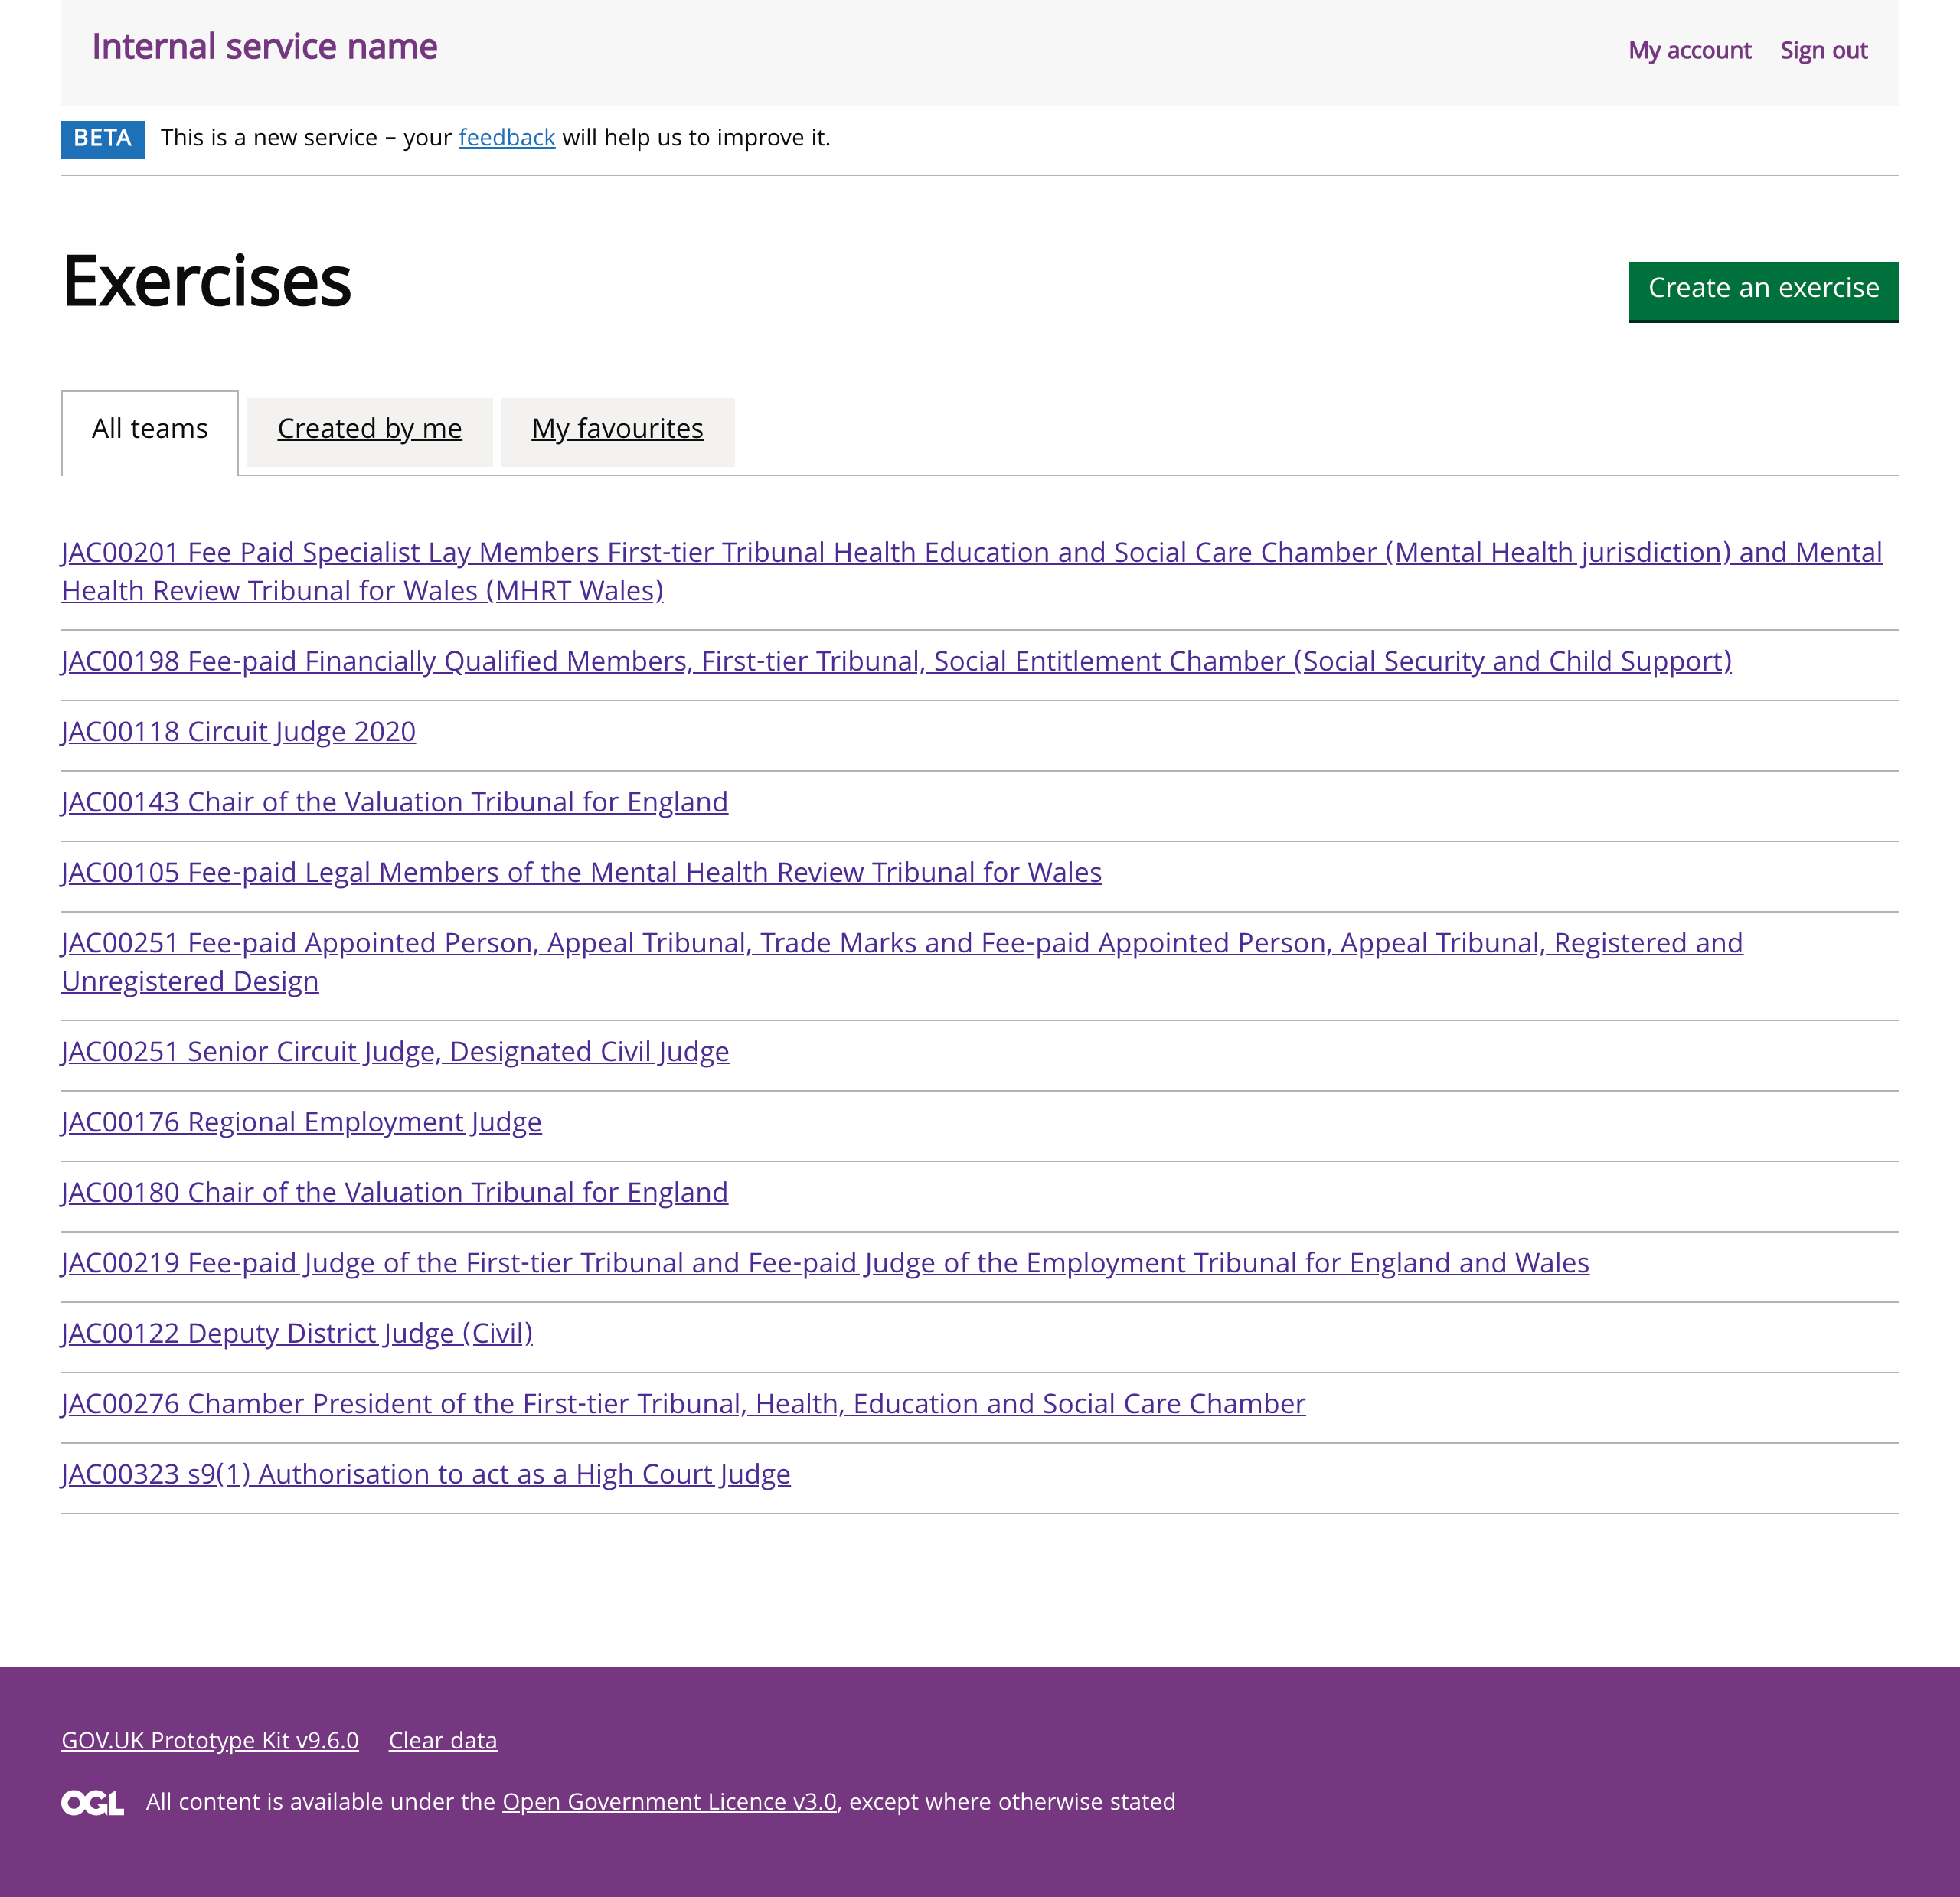 Internal service name
My account Sign out
BETA This is a new service – your feedback will help us to improve it.
Exercises
Create an exercise
All teams Created by me My favourites
JAC00201 Fee Paid Specialist Lay Members First-tier Tribunal Health Education and Social Care Chamber (Mental Health jurisdiction) and Mental
Health Review Tribunal for Wales (MHRT Wales)
JAC00198 Fee-paid Financially Qualified Members, First-tier Tribunal, Social Entitlement Chamber (Social Security and Child Support)
JAC00118 Circuit Judge 2020
JAC00143 Chair of the Valuation Tribunal for England
JAC00105 Fee-paid Legal Members of the Mental Health Review Tribunal for Wales
JAC00251 Fee-paid Appointed Person, Appeal Tribunal, Trade Marks and Fee-paid Appointed Person, Appeal Tribunal, Registered and
Unregistered Design
JAC00251 Senior Circuit Judge, Designated Civil Judge
JAC00176 Regional Employment Judge
JAC00180 Chair of the Valuation Tribunal for England
JAC00219 Fee-paid Judge of the First-tier Tribunal and Fee-paid Judge of the Employment Tribunal for England and Wales
JAC00122 Deputy District Judge (Civil)
JAC00276 Chamber President of the First-tier Tribunal, Health, Education and Social Care Chamber
JAC00323 s9(1) Authorisation to act as a High Court Judge
GOV.UK Prototype Kit v9.6.0 Clear data
OGL All content is available under the Open Government Licence v3.0, except where otherwise stated